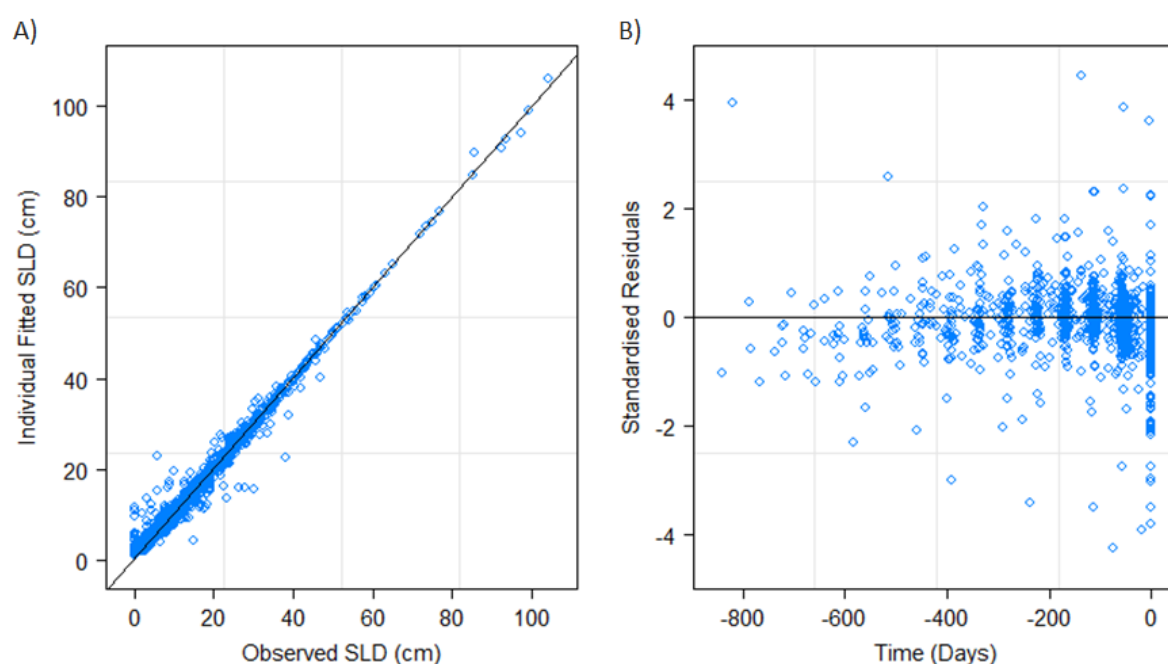 A)
Individual Fitted SLD (cm)
100
80
60
40
20
0
0 20 40 60 80 100
Observed SLD (cm)
B)
Standardised Residuals
4
2
0
-2
-4
-800 -600 -400 -200 0
Time (Days)